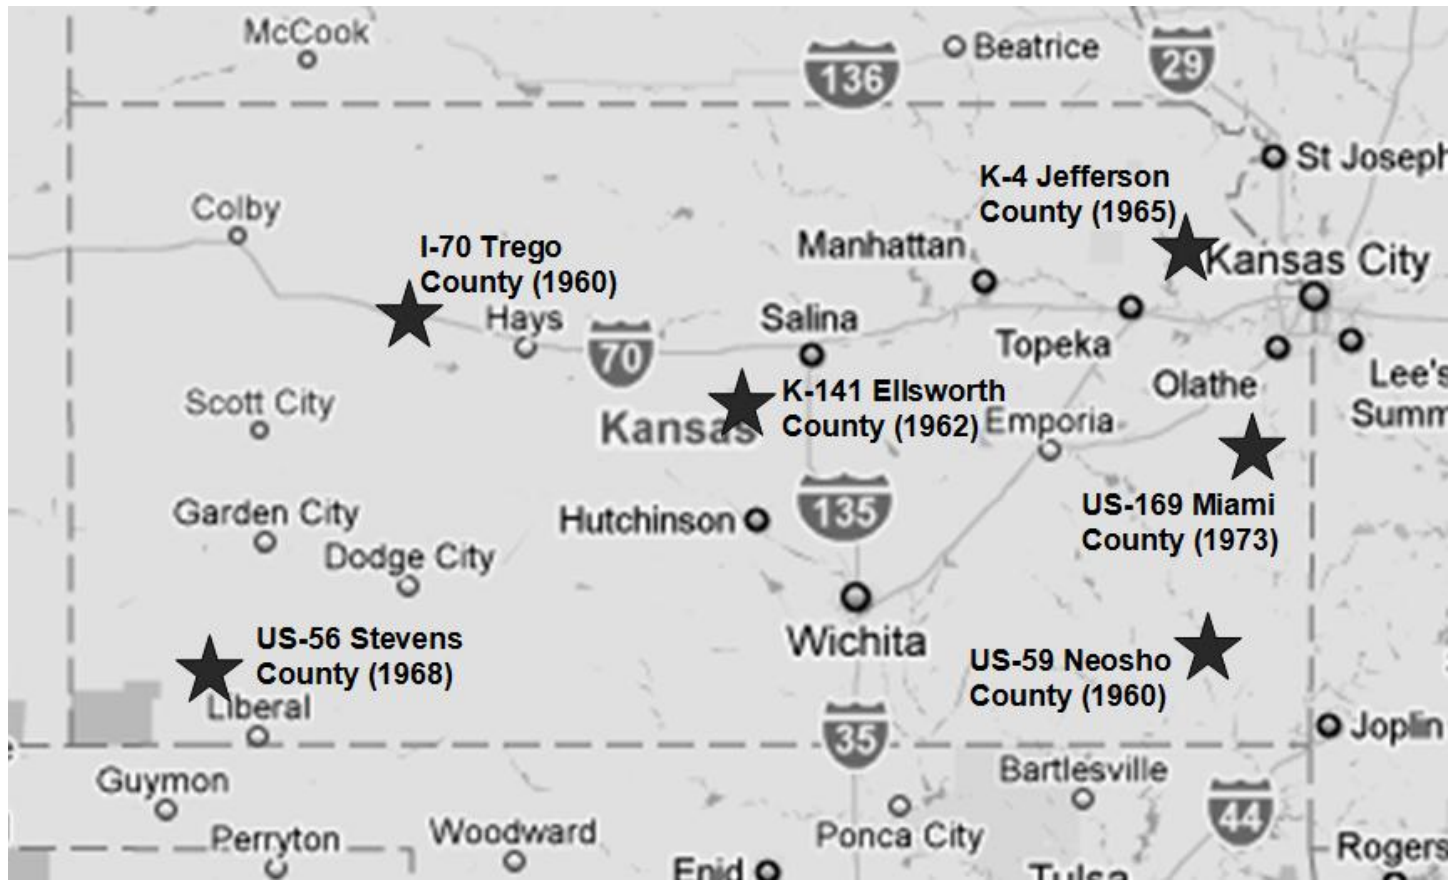 McCook
136
Beatrice
29
St Joseph
Colby
K-4 Jefferson
County (1965)
I-70 Trego
County (1960)
Manhattan
Kansas City
Hays
70
Salina
Topeka
Olathe
Lee's
Summ
Scott City
Kansas
K-141 Ellsworth
County (1962)
Emporia
Garden City
Dodge City
Hutchinson
135
US-169 Miami
County (1973)
Wichita
US-56 Stevens
County (1968)
Liberal
US-59 Neosho
County (1960)
35
Joplin
Guymon
Bartlesville
44
Perryton
Woodward
Ponca City
Rogers
Enid
Tulsa